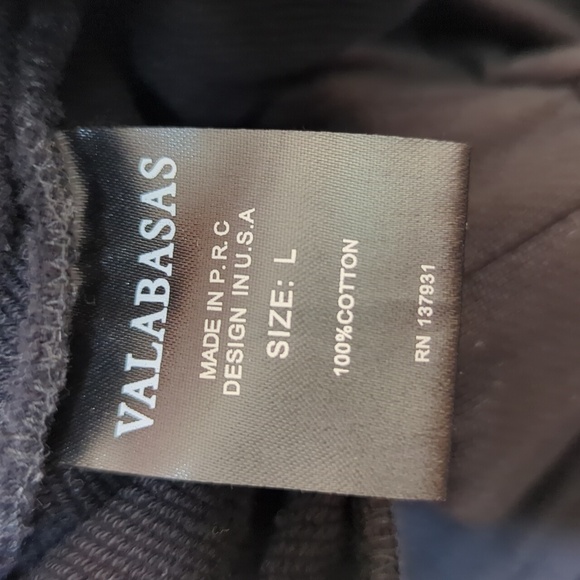 VALABASAS
MADE IN P.R.C
DESIGN IN U.S.A
SIZE: L
100%COTTON
RN 137931